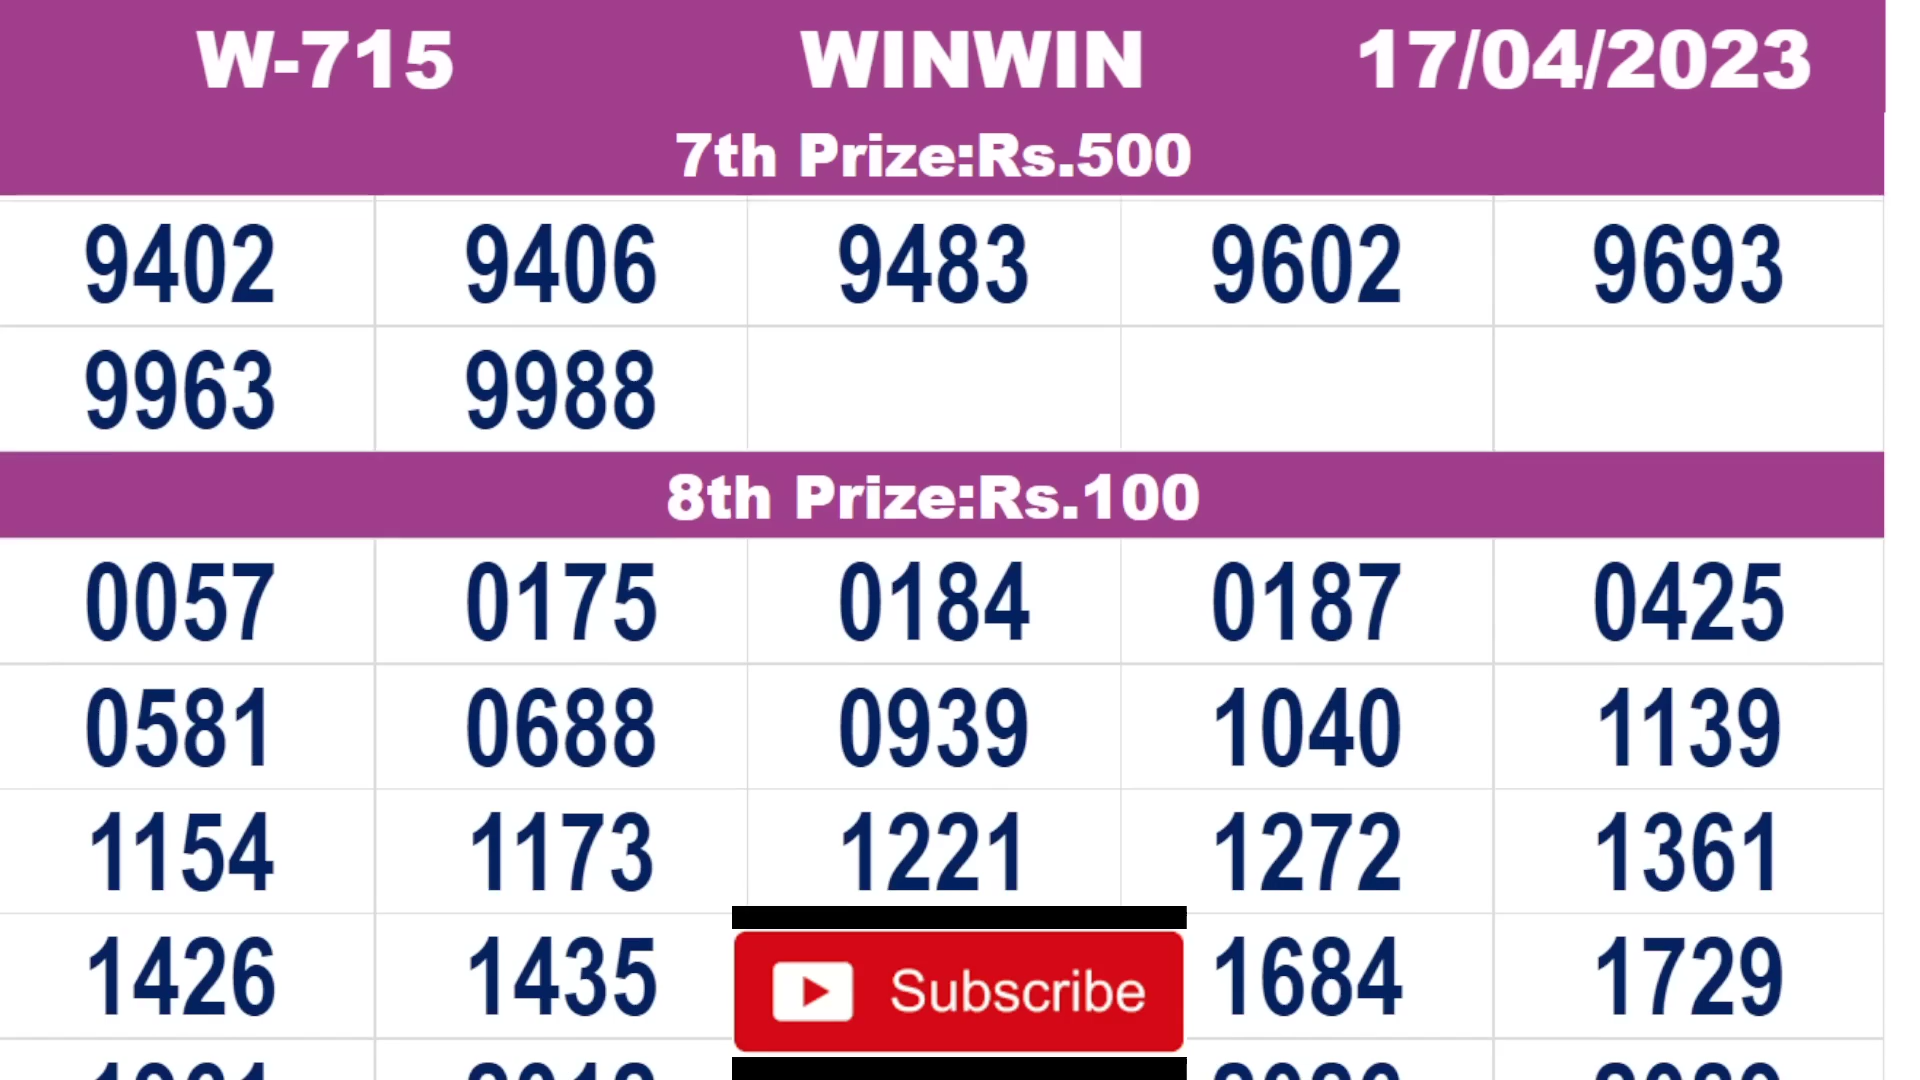 W-715 WINWIN 17/04/2023
7th Prize:Rs.500
9402 9406 9483 9602 9693
9963 9988
8th Prize:Rs.100
0057 0175 0184 0187 0425
0581 0688 0939 1040 1139
1154 1173 1221 1272 1361
1426 1435 Subscribe 1684 1729